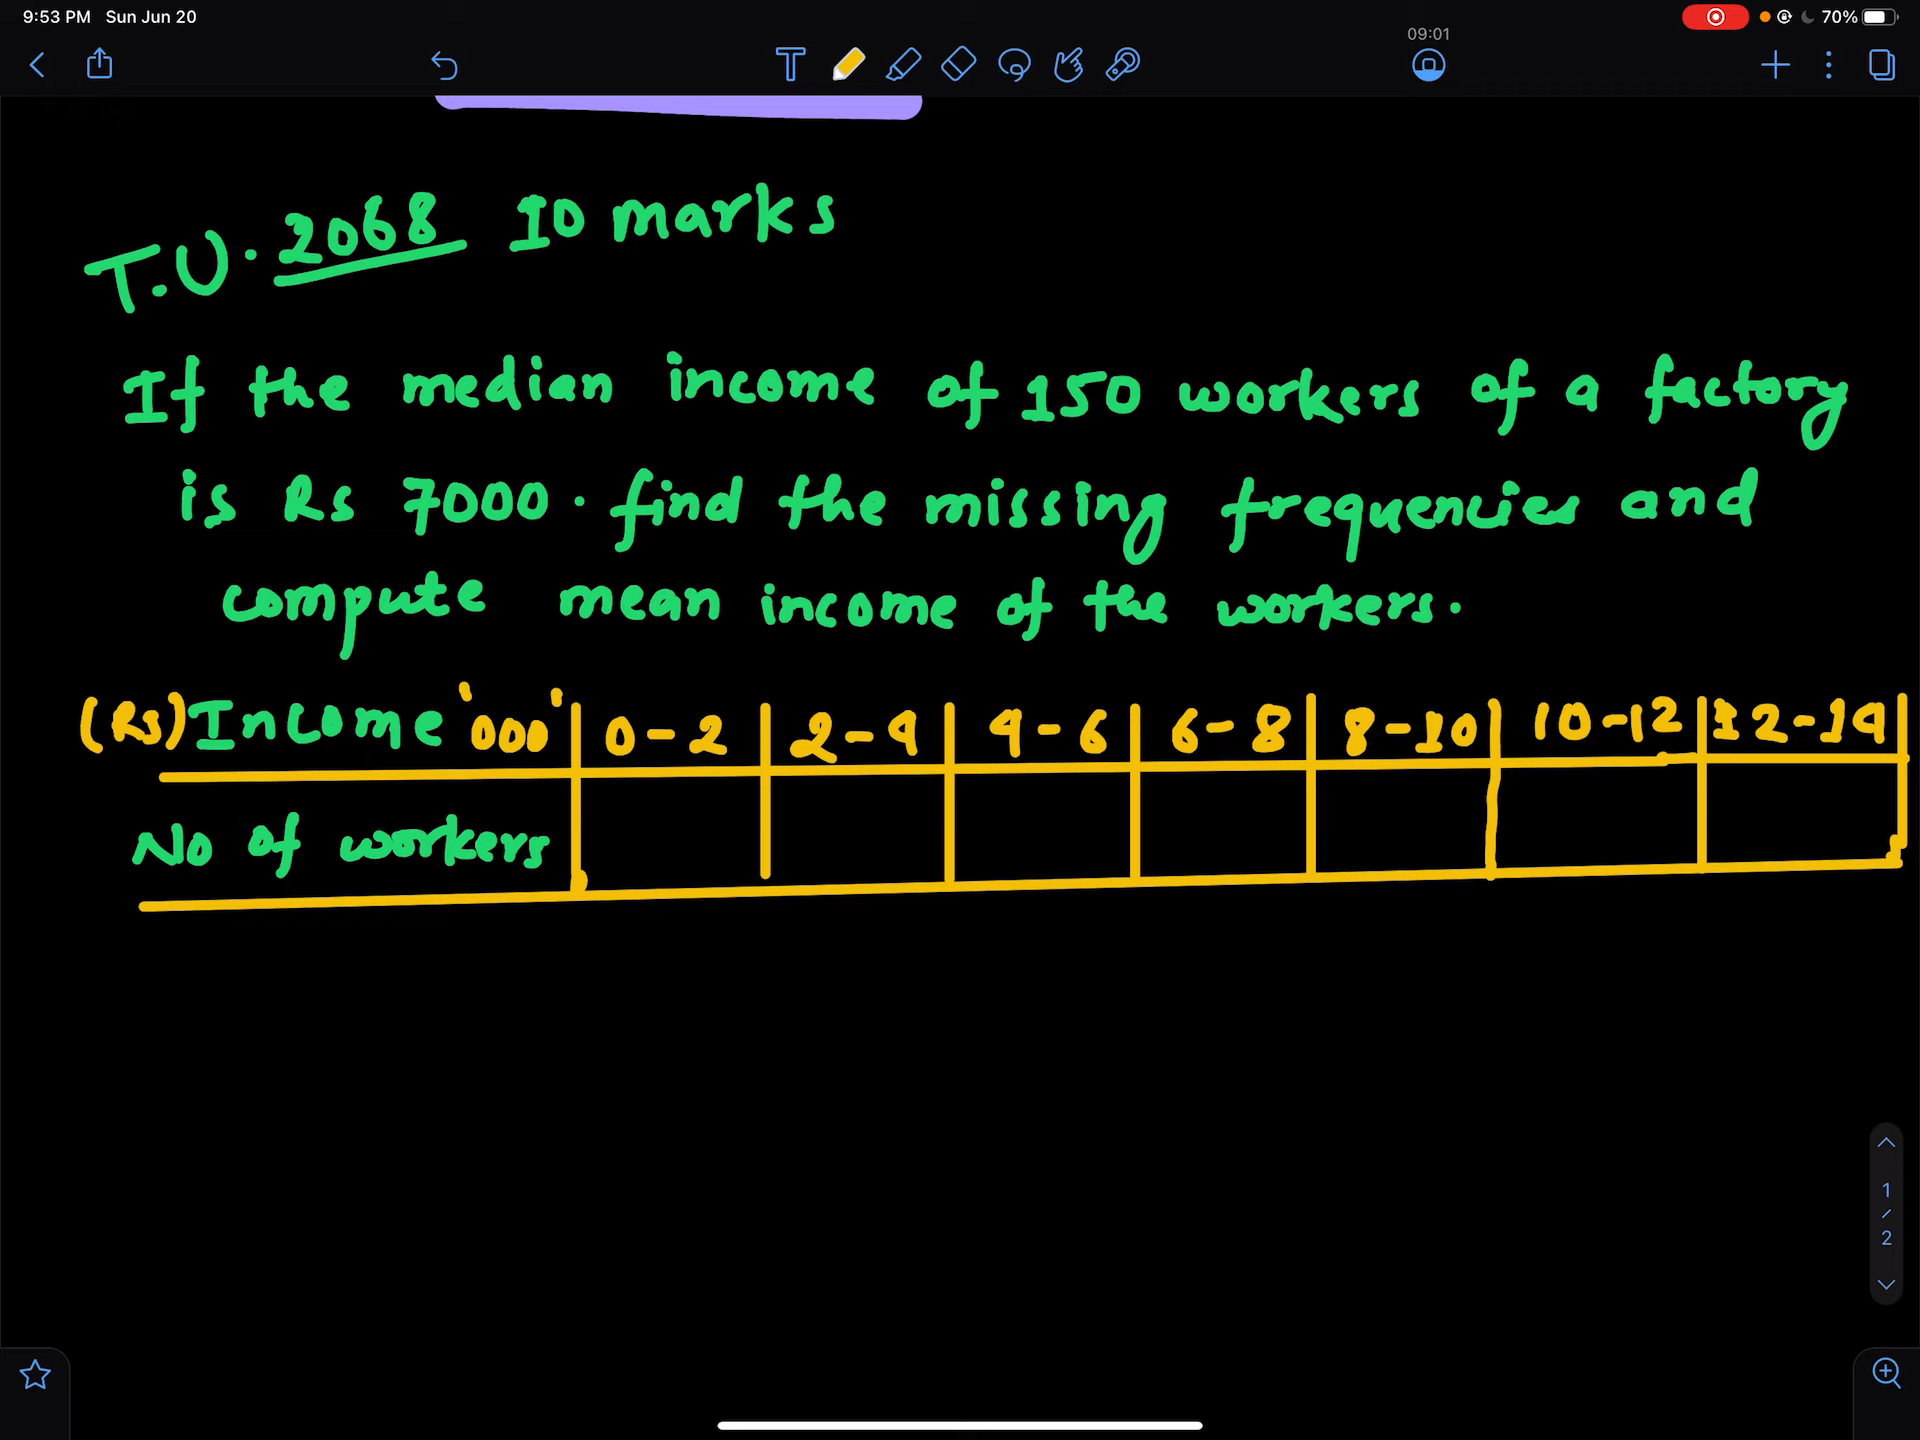 9:53 PM Sun Jun 20
70%
09:01
T.U. 2068 10 marks
If the median income of 150 workers of a factory
is Rs 7000. find the missing frequencies and
compute mean income of the workers.
(Rs) Income '000' 0-2 2-4 4-6 6-8 8-10 10-12 12-14
No of workers
1
/
2